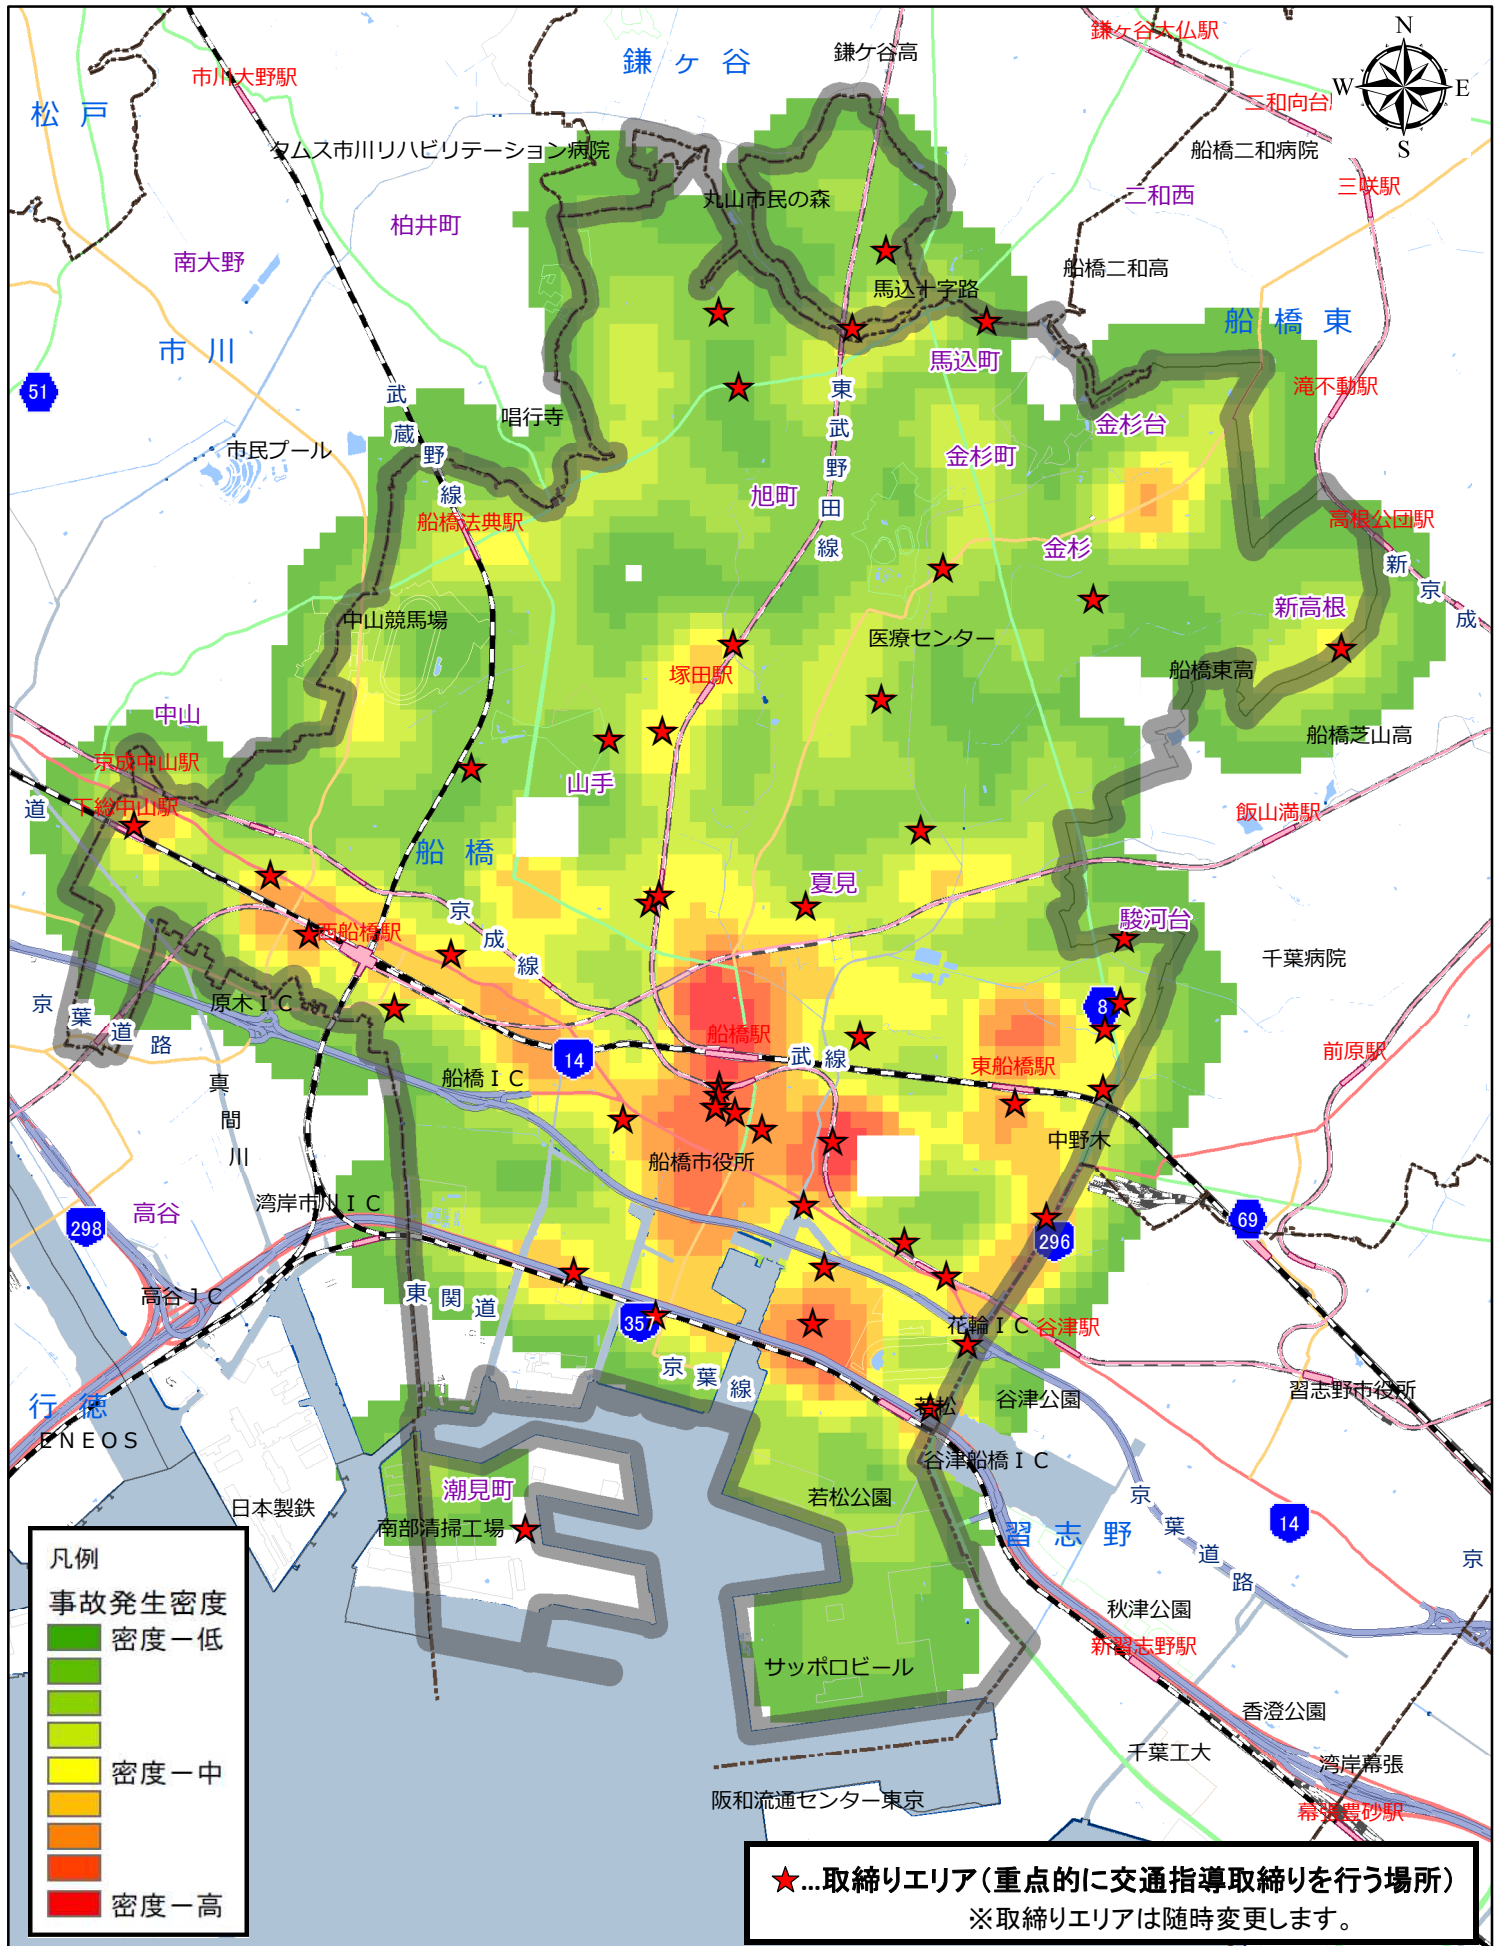 鎌ヶ谷
鎌ケ谷高
鎌ヶ谷大仏駅
N
W
E
S
市川大野駅
松戸
二和向台
タムス市川リハビリテーション病院
船橋二和病院
三咲駅
丸山市民の森
二和西
柏井町
南大野
船橋二和高
馬込十字路
船橋東
市川
馬込町
51
武蔵野線
東武野田線
滝不動駅
唱行寺
金杉台
市民プール
金杉町
旭町
船橋法典駅
高根公団駅
金杉
新京成
新高根
中山競馬場
医療センター
塚田駅
船橋東高
中山
船橋芝山高
京成中山駅
山手
下総中山駅
道
飯山満駅
船橋
夏見
京成線
駿河台
西船橋駅
千葉病院
原木ＩＣ
京葉道路
8
船橋駅
14
武線
東船橋駅
前原駅
船橋ＩＣ
真間川
中野木
船橋市役所
湾岸市川ＩＣ
高谷
298
69
296
高谷ＪＣ
東関道
357
花輪ＩＣ
谷津駅
京葉線
行徳
若松
谷津公園
習志野市役所
ＥＮＥＯＳ
谷津船橋ＩＣ
潮見町
若松公園
京葉道路
日本製鉄
南部清掃工場
習志野
14
京
凡例
事故発生密度
密度－低
密度－中
密度－高
秋津公園
新習志野駅
サッポロビール
香澄公園
千葉工大
湾岸幕張
阪和流通センター東京
幕張豊砂駅
★…取締りエリア（重点的に交通指導取締りを行う場所）
※取締りエリアは随時変更します。